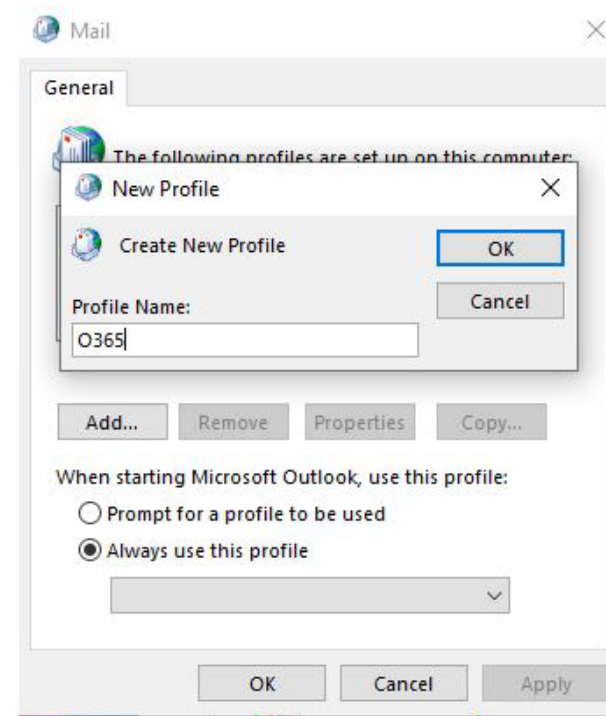 Mail
General
The following profiles are set up on this computer:
New Profile
Create New Profile
OK
Profile Name:
Cancel
O365
Add...
Remove
Properties
Copy...
When starting Microsoft Outlook, use this profile:
Prompt for a profile to be used
Always use this profile
OK
Cancel
Apply